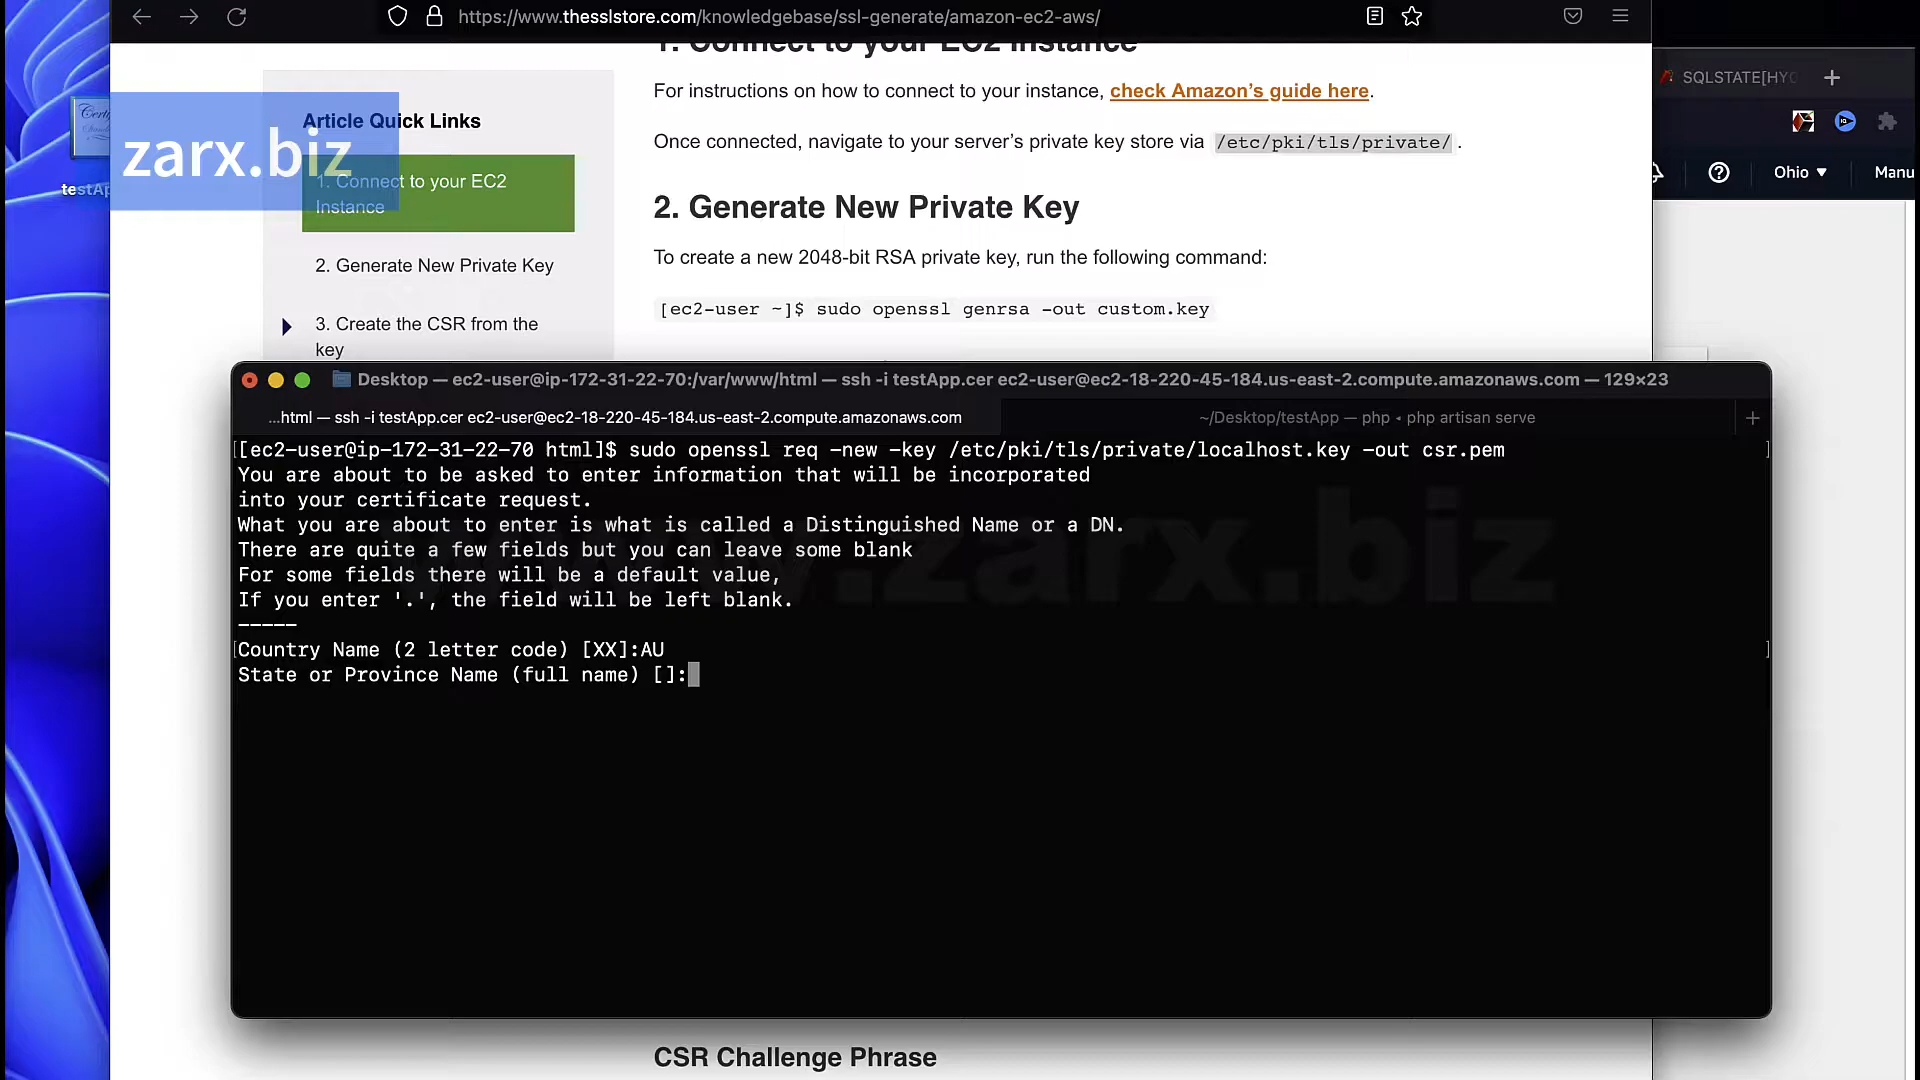 https://www.thesslstore.com/knowledgebase/ssl-generate/amazon-ec2-aws/
1. Connect to your EC2 Instance
SQLSTATE[HY
For instructions on how to connect to your instance, check Amazon's guide here.
Once connected, navigate to your server's private key store via /etc/pki/tls/private/ .
Ohio
Manu
Article Quick Links
zarx.biz
1. Connect to your EC2
Instance
testAp
2. Generate New Private Key
3. Create the CSR from the
key
2. Generate New Private Key
To create a new 2048-bit RSA private key, run the following command:
[ec2-user ~]$ sudo openssl genrsa -out custom.key
Desktop — ec2-user@ip-172-31-22-70:/var/www/html — ssh -i testApp.cer ec2-user@ec2-18-220-45-184.us-east-2.compute.amazonaws.com — 129×23
...html — ssh -i testApp.cer ec2-user@ec2-18-220-45-184.us-east-2.compute.amazonaws.com
~/Desktop/testApp — php ◂ php artisan serve
[[ec2-user@ip-172-31-22-70 html]$ sudo openssl req -new -key /etc/pki/tls/private/localhost.key -out csr.pem ]
You are about to be asked to enter information that will be incorporated
into your certificate request.
What you are about to enter is what is called a Distinguished Name or a DN.
There are quite a few fields but you can leave some blank
For some fields there will be a default value,
If you enter '.', the field will be left blank.
-----
[Country Name (2 letter code) [XX]:AU ]
State or Province Name (full name) []:
CSR Challenge Phrase